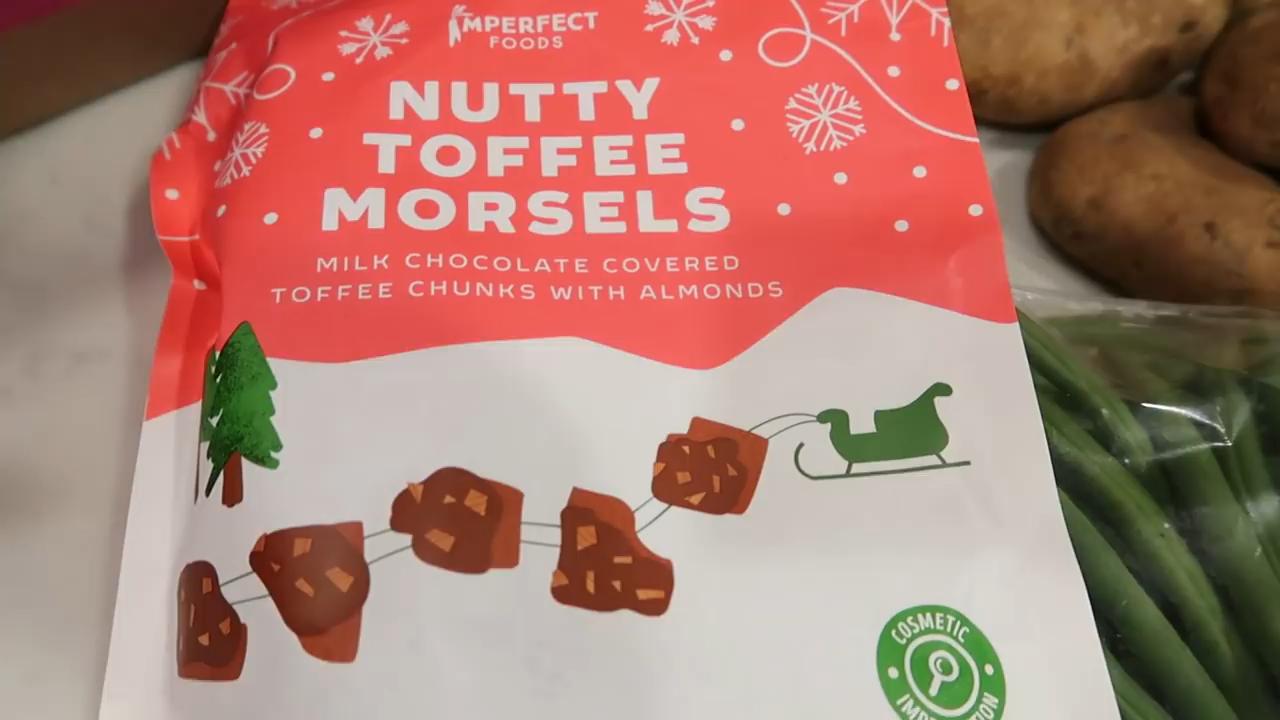 IMPERFECT
FOODS
NUTTY
TOFFEE
MORSELS
MILK CHOCOLATE COVERED
TOFFEE CHUNKS WITH ALMONDS
COSMETIC